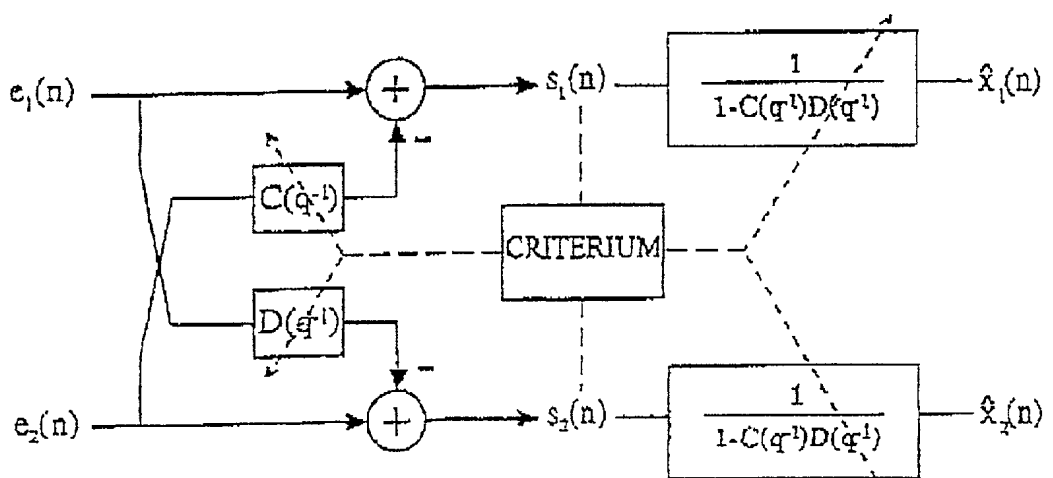 e₁(n)
+
s₁(n)
1
1-C(q⁻¹)D(q⁻¹)
x̂₁(n)
-
C(q⁻¹)
CRITERIUM
D(q⁻¹)
-
e₂(n)
+
s₂(n)
1
1-C(q⁻¹)D(q⁻¹)
x̂₂(n)